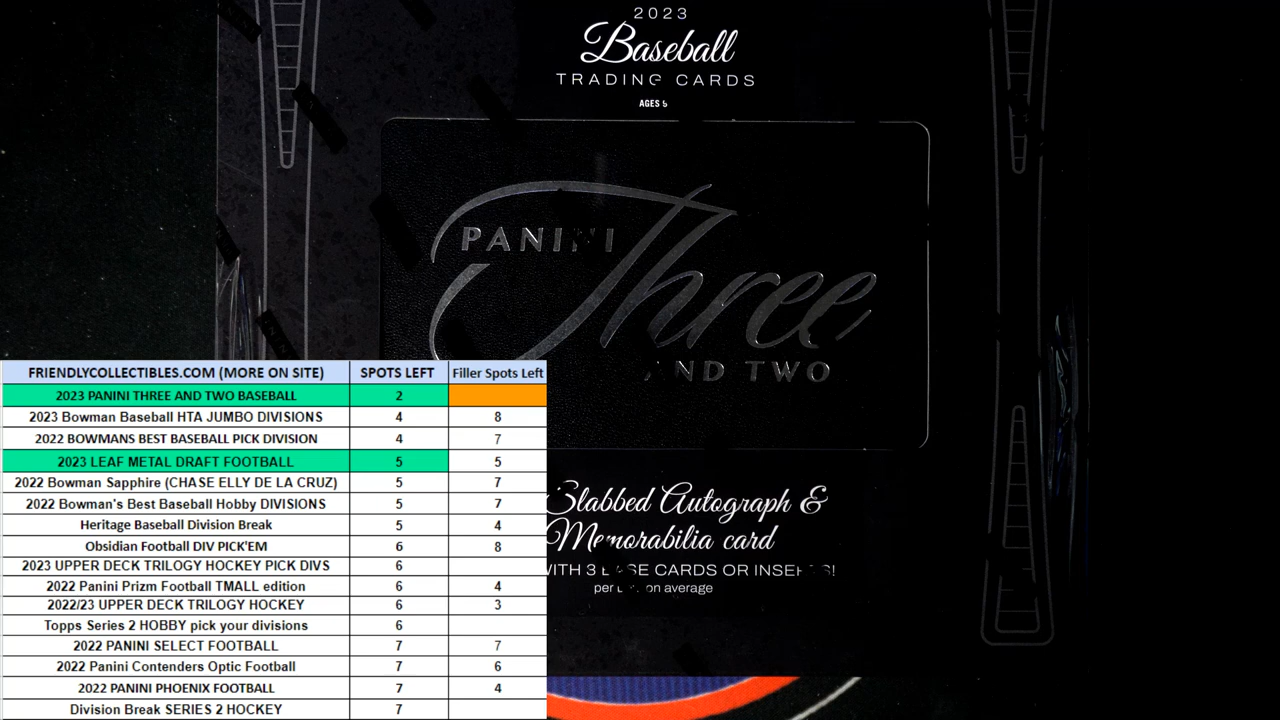 2023
Baseball
TRADING CARDS
AGES
PANINI
Three
AND TWO
Slabbed Autograph &
Memorabilia card
WITH 3 BASE CARDS OR INSERTS!
per on average
FRIENDLYCOLLECTIBLES.COM (MORE ON SITE) SPOTS LEFT Filler Spots Left
2023 PANINI THREE AND TWO BASEBALL 2
2023 Bowman Baseball HTA JUMBO DIVISIONS 4 8
2022 BOWMANS BEST BASEBALL PICK DIVISION 4 7
2023 LEAF METAL DRAFT FOOTBALL 5 5
2022 Bowman Sapphire (CHASE ELLY DE LA CRUZ) 5 7
2022 Bowman's Best Baseball Hobby DIVISIONS 5 7
Heritage Baseball Division Break 5 4
Obsidian Football DIV PICK'EM 6 8
2023 UPPER DECK TRILOGY HOCKEY PICK DIVS 6
2022 Panini Prizm Football TMALL edition 6 4
2022/23 UPPER DECK TRILOGY HOCKEY 6 3
Topps Series 2 HOBBY pick your divisions 6
2022 PANINI SELECT FOOTBALL 7 7
2022 Panini Contenders Optic Football 7 6
2022 PANINI PHOENIX FOOTBALL 7 4
Division Break SERIES 2 HOCKEY 7